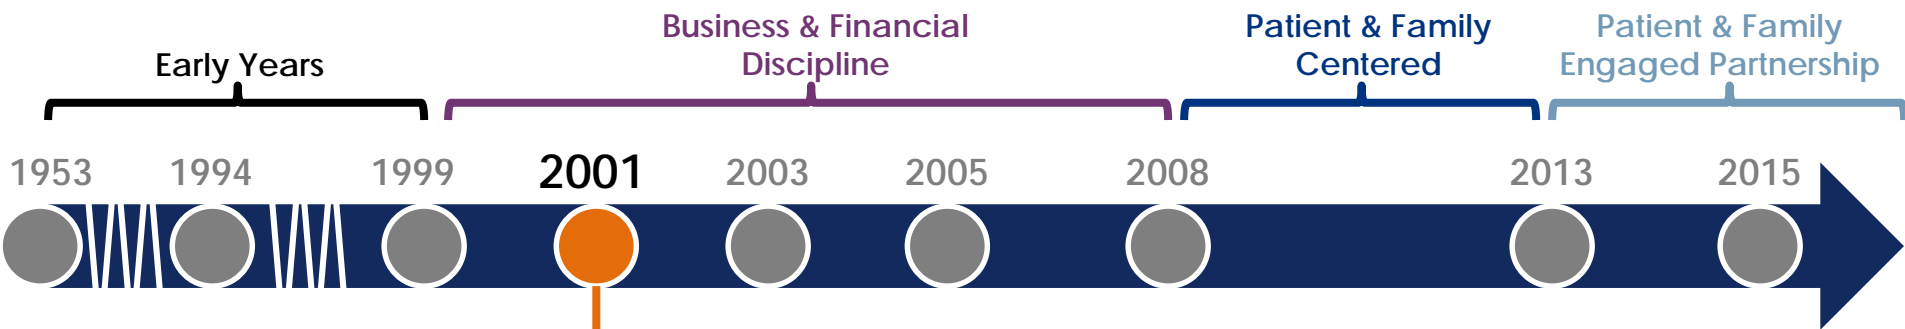 Early Years
Business & Financial
Discipline
Patient & Family
Centered
Patient & Family
Engaged Partnership
1953 1994 1999 2001 2003 2005 2008 2013 2015